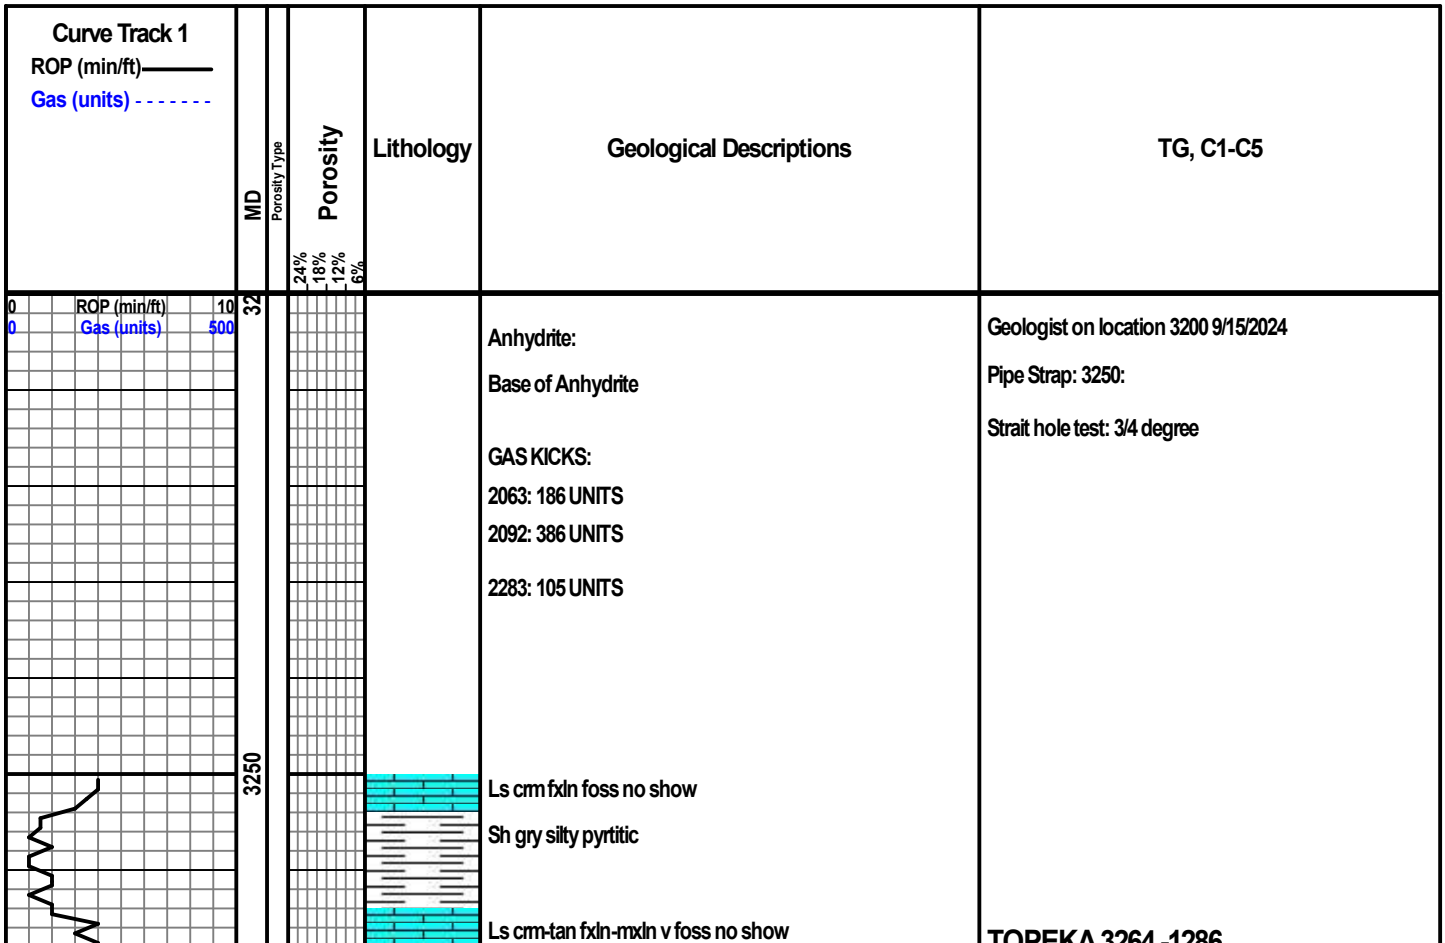 Curve Track 1
ROP (min/ft)
Gas (units)
MD
Porosity Type
Porosity
24%
18%
12%
6%
Lithology
Geological Descriptions
TG, C1-C5
0 ROP (min/ft) 10
0 Gas (units) 500
32
Anhydrite:
Base of Anhydrite
GAS KICKS:
2063: 186 UNITS
2092: 386 UNITS
2283: 105 UNITS
Geologist on location 3200 9/15/2024
Pipe Strap: 3250:
Strait hole test: 3/4 degree
3250
Ls crm fxln foss no show
Sh gry silty pyrtitic
Ls crm-tan fxln-mxln v foss no show
TOPEKA 3264 -1286